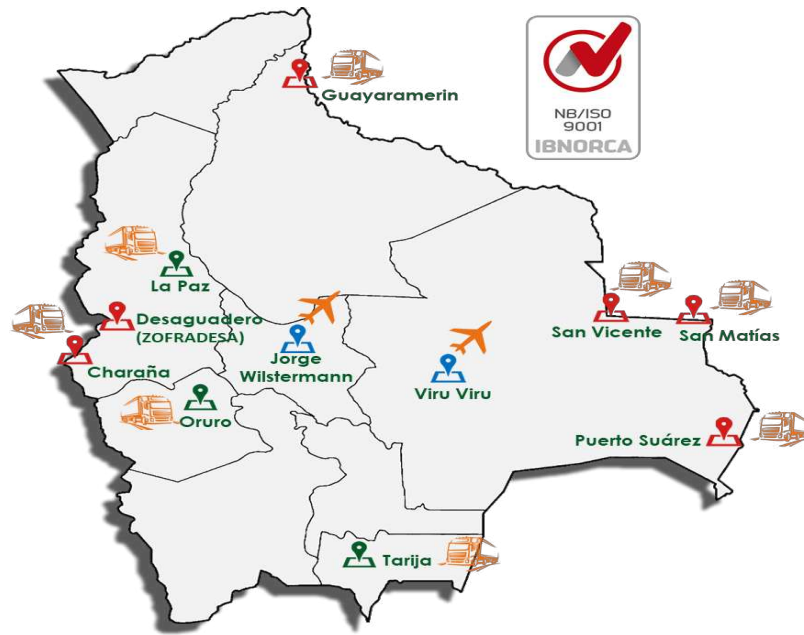 Guayaramerin
NB/ISO
9001
IBNORCA
La Paz
Desaguadero
(ZOFRADESA)
Charaña
Jorge
Wilstermann
Viru Viru
San Vicente
San Matías
Oruro
Puerto Suárez
Tarija